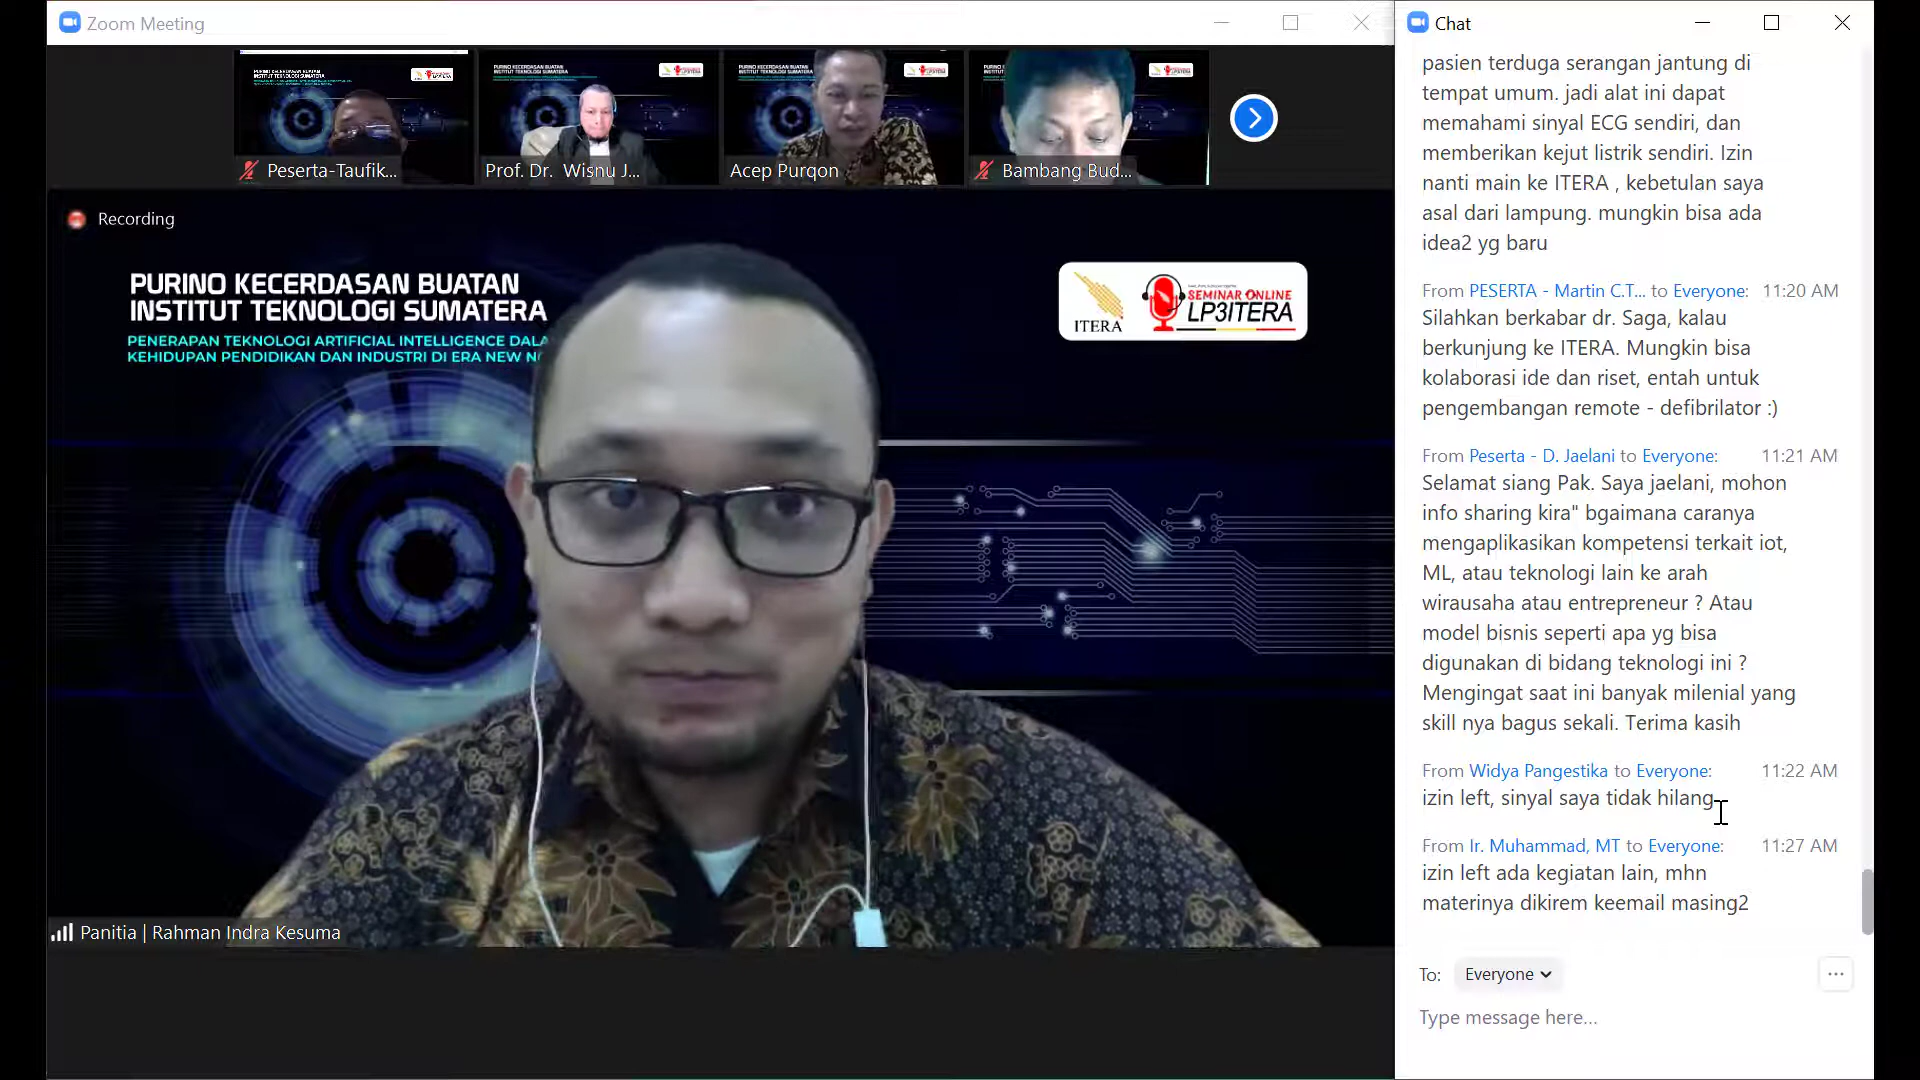 Zoom Meeting
Peserta-Taufik...
Prof. Dr. Wisnu J...
Acep Purqon
Bambang Bud...
Recording
PURINO KECERDASAN BUATAN
INSTITUT TEKNOLOGI SUMATERA
PENERAPAN TEKNOLOGI ARTIFICIAL INTELLIGENCE DALA
KEHIDUPAN PENDIDIKAN DAN INDUSTRI DI ERA NEW NO
ITERA
SEMINAR ONLINE
LP3ITERA
Panitia | Rahman Indra Kesuma
Chat
pasien terduga serangan jantung di
tempat umum. jadi alat ini dapat
memahami sinyal ECG sendiri, dan
memberikan kejut listrik sendiri. Izin
nanti main ke ITERA , kebetulan saya
asal dari lampung. mungkin bisa ada
idea2 yg baru
From PESERTA - Martin C.T... to Everyone: 11:20 AM
Silahkan berkabar dr. Saga, kalau
berkunjung ke ITERA. Mungkin bisa
kolaborasi ide dan riset, entah untuk
pengembangan remote - defibrilator :)
From Peserta - D. Jaelani to Everyone: 11:21 AM
Selamat siang Pak. Saya jaelani, mohon
info sharing kira" bgaimana caranya
mengaplikasikan kompetensi terkait iot,
ML, atau teknologi lain ke arah
wirausaha atau entrepreneur ? Atau
model bisnis seperti apa yg bisa
digunakan di bidang teknologi ini ?
Mengingat saat ini banyak milenial yang
skill nya bagus sekali. Terima kasih
From Widya Pangestika to Everyone: 11:22 AM
izin left, sinyal saya tidak hilang
From Ir. Muhammad, MT to Everyone: 11:27 AM
izin left ada kegiatan lain, mhn
materinya dikirem keemail masing2
To: Everyone
Type message here...